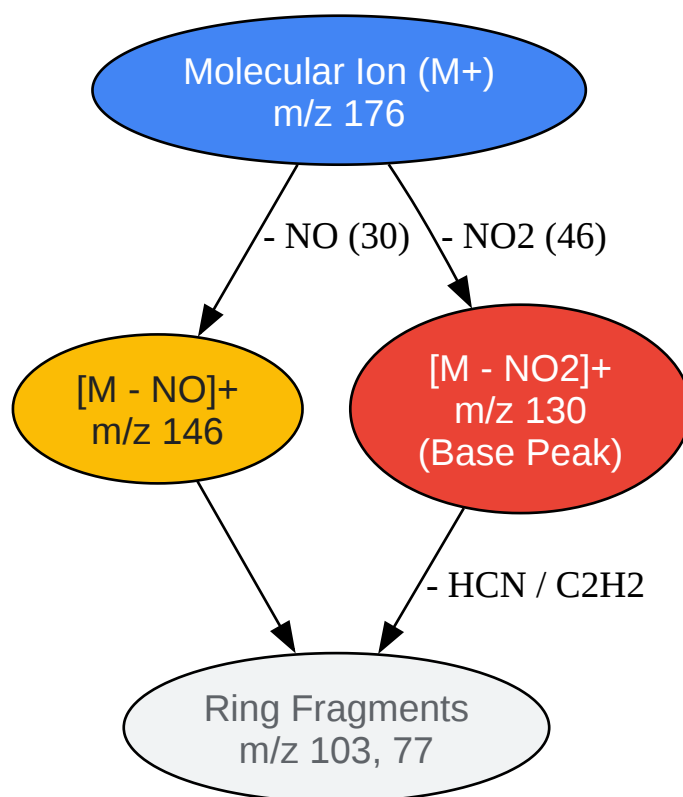 Molecular Ion (M+)
m/z 176
- NO (30)
- NO2 (46)
[M - NO]+
m/z 146
[M - NO2]+
m/z 130
(Base Peak)
- HCN / C2H2
Ring Fragments
m/z 103, 77